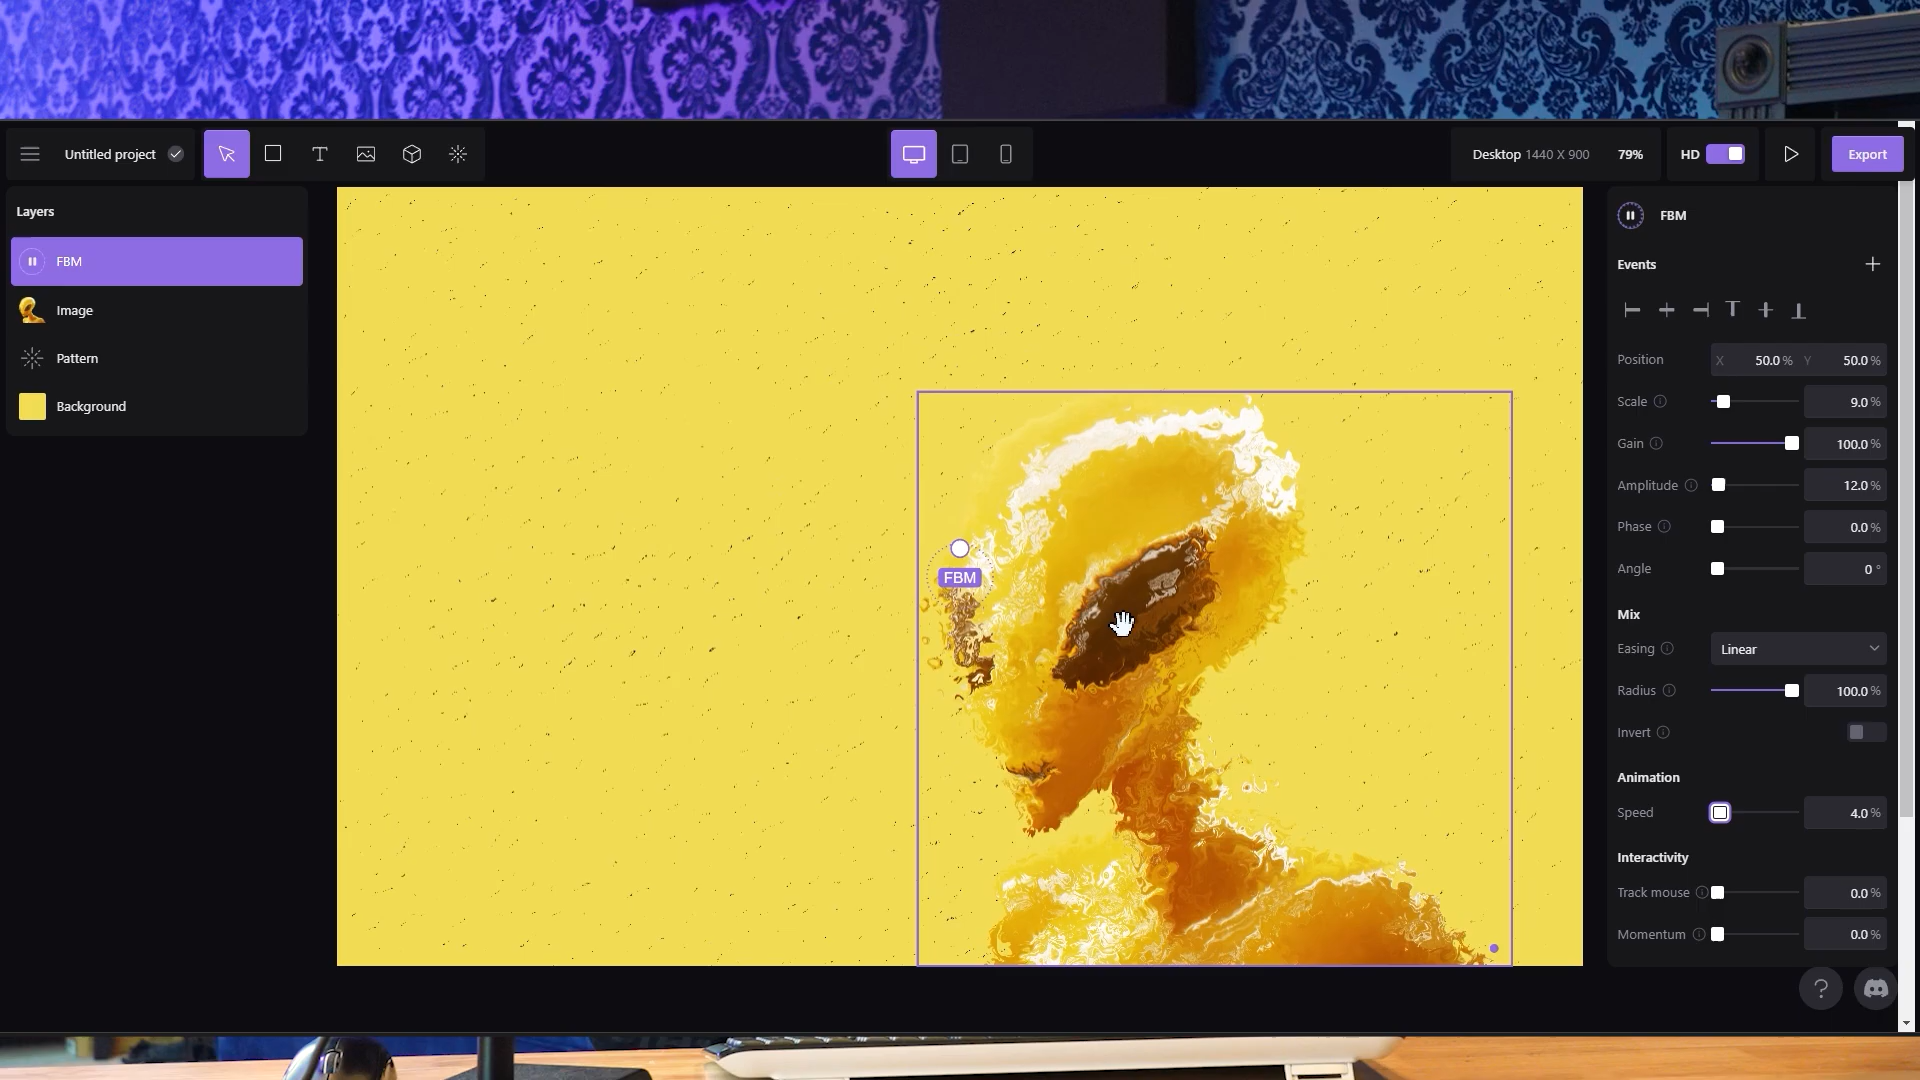 Untitled project
Desktop 1440 X 900 79% HD Export
Layers
FBM
Image
Pattern
Background
FBM
FBM
Events
Position X 50.0 % Y 50.0 %
Scale 9.0 %
Gain 100.0 %
Amplitude 12.0 %
Phase 0.0 %
Angle 0 °
Mix
Easing Linear
Radius 100.0 %
Invert
Animation
Speed 4.0 %
Interactivity
Track mouse 0.0 %
Momentum 0.0 %